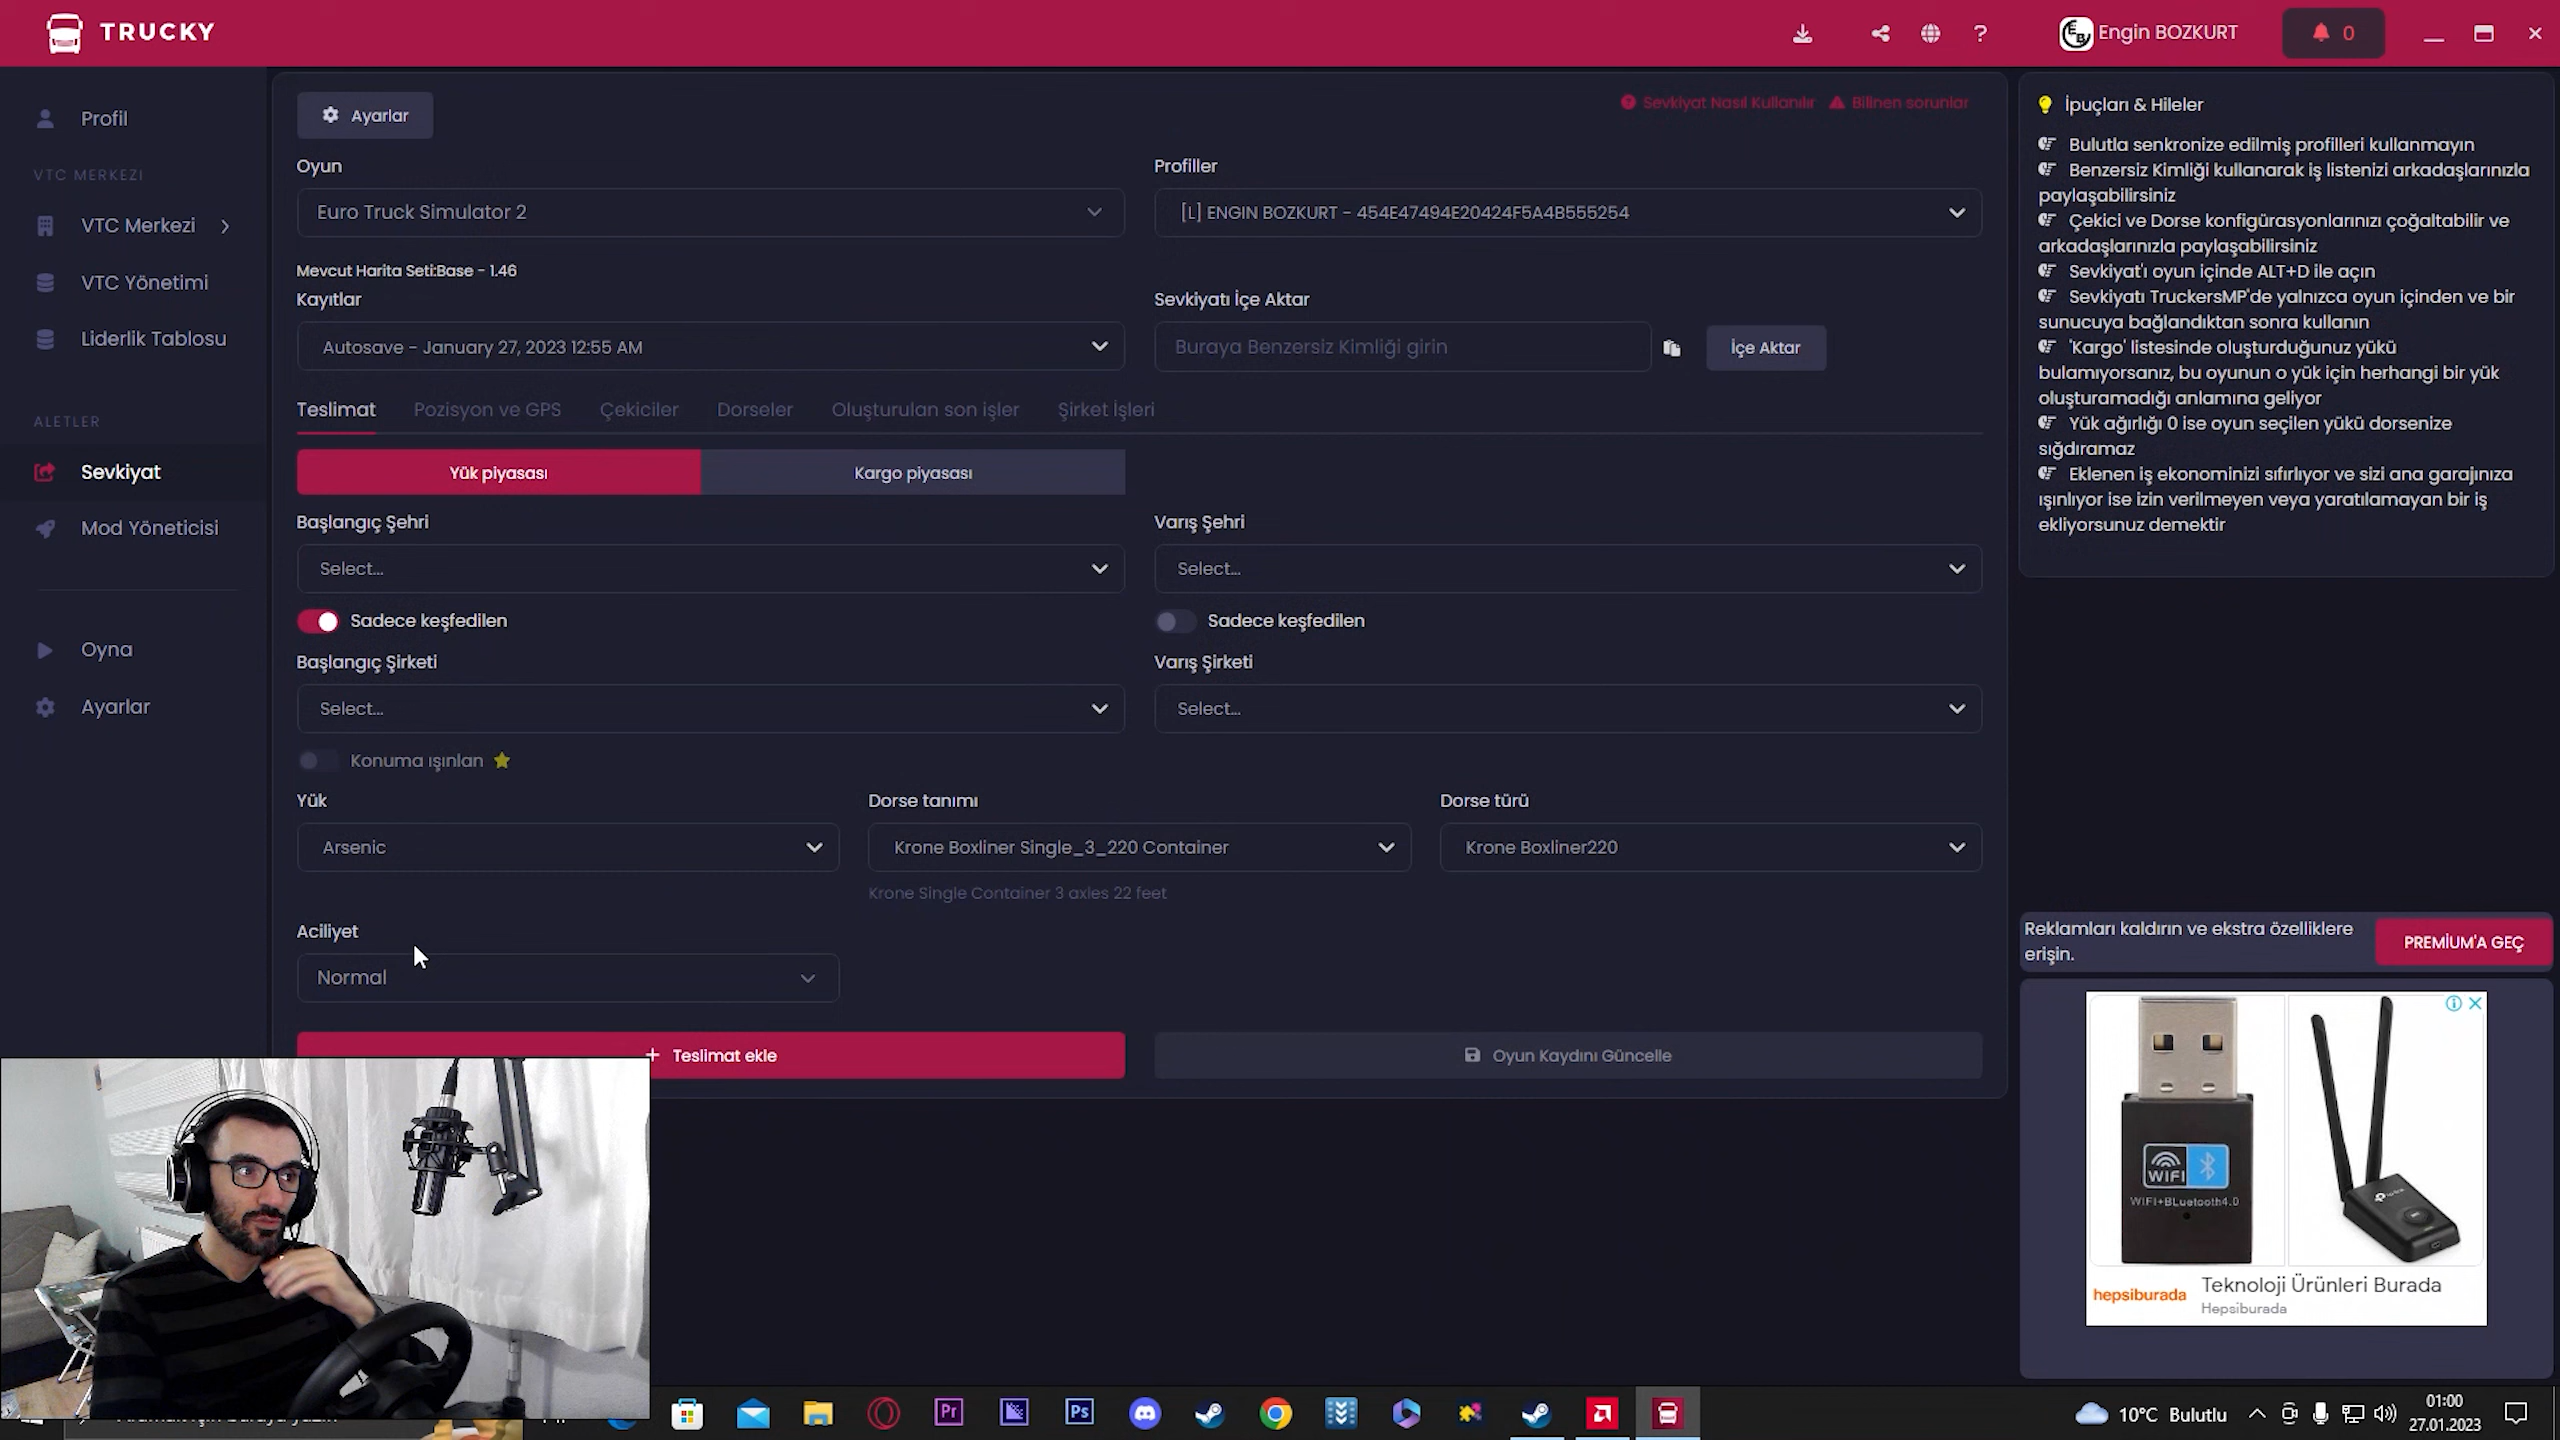 TRUCKY
Engin BOZKURT
0
Profil
VTC MERKEZİ
VTC Merkezi
VTC Yönetimi
Liderlik Tablosu
ALETLER
Sevkiyat
Mod Yöneticisi
Oyna
Ayarlar
Ayarlar
Sevkiyat Nasıl Kullanılır
Bilinen sorunlar
Oyun
Profiller
Euro Truck Simulator 2
[L] ENGIN BOZKURT - 454E47494E20424F5A4B555254
Mevcut Harita Seti:Base - 1.46
Kayıtlar
Sevkiyatı İçe Aktar
Autosave - January 27, 2023 12:55 AM
Buraya Benzersiz Kimliği girin
İçe Aktar
Teslimat
Pozisyon ve GPS
Çekiciler
Dorseler
Oluşturulan son işler
Şirket İşleri
Yük piyasası
Kargo piyasası
Başlangıç Şehri
Varış Şehri
Select...
Select...
Sadece keşfedilen
Sadece keşfedilen
Başlangıç Şirketi
Varış Şirketi
Select...
Select...
Konuma ışınlan
Yük
Dorse tanımı
Dorse türü
Arsenic
Krone Boxliner Single_3_220 Container
Krone Boxliner220
Krone Single Container 3 axles 22 feet
Aciliyet
Normal
+ Teslimat ekle
Oyun Kaydını Güncelle
İpuçları & Hileler
Bulutla senkronize edilmiş profilleri kullanmayın
Benzersiz Kimliği kullanarak iş listenizi arkadaşlarınızla
paylaşabilirsiniz
Çekici ve Dorse konfigürasyonlarınızı çoğaltabilir ve
arkadaşlarınızla paylaşabilirsiniz
Sevkiyat'ı oyun içinde ALT+D ile açın
Sevkiyatı TruckersMP'de yalnızca oyun içinden ve bir
sunucuya bağlandıktan sonra kullanın
'Kargo' listesinde oluşturduğunuz yükü
bulamıyorsanız, bu oyunun o yük için herhangi bir yük
oluşturamadığı anlamına geliyor
Yük ağırlığı 0 ise oyun seçilen yükü dorsenize
sığdıramaz
Eklenen iş ekonominizi sıfırlıyor ve sizi ana garajınıza
ışınlıyor ise izin verilmeyen veya yaratılamayan bir iş
ekliyorsunuz demektir
Reklamları kaldırın ve ekstra özelliklere
erişin.
PREMİUM'A GEÇ
WiFi
WIFI+BLuetooth4.0
tp-link
hepsiburada
Teknoloji Ürünleri Burada
Hepsiburada
Pr
Ps
10°C Bulutlu
01:00
27.01.2023